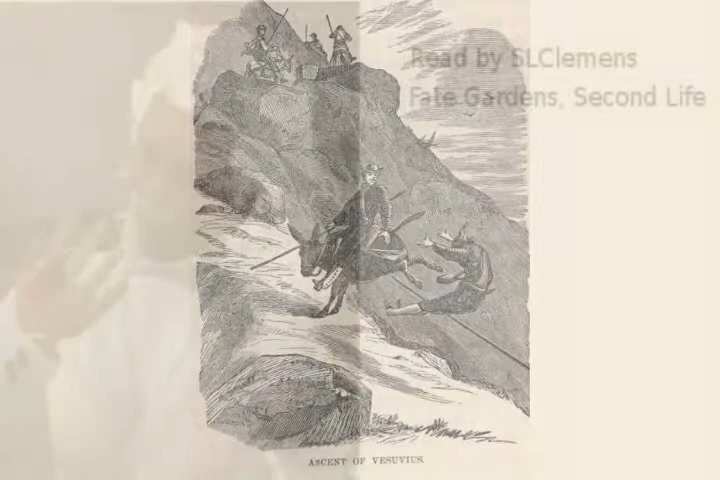 Read by SLClemens
Fate Gardens, Second Life
ASCENT OF VESUVIUS.